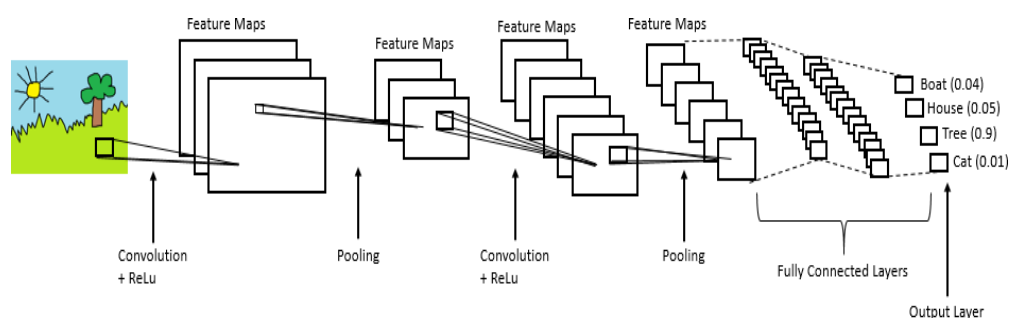 Feature Maps
Feature Maps
Feature Maps
Feature Maps
Boat (0.04)
House (0.05)
Tree (0.9)
Cat (0.01)
Convolution
+ ReLu
Pooling
Convolution
+ ReLu
Pooling
Fully Connected Layers
Output Layer